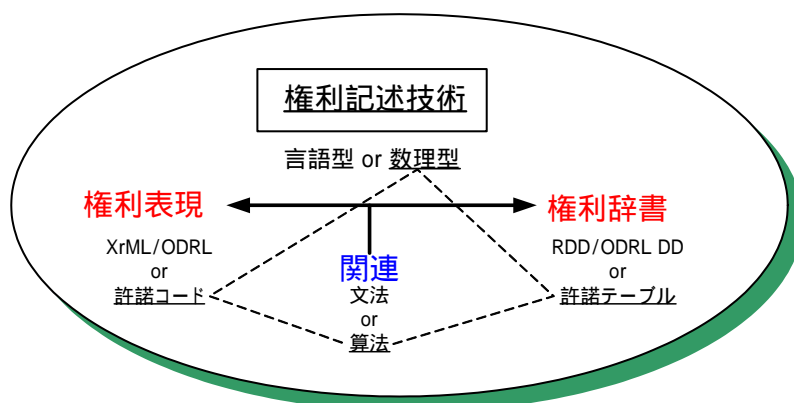 権利記述技術
言語型 or 数理型
権利表現
XrML/ODRL
or
許諾コード
関連
文法
or
算法
権利辞書
RDD/ODRL DD
or
許諾テーブル